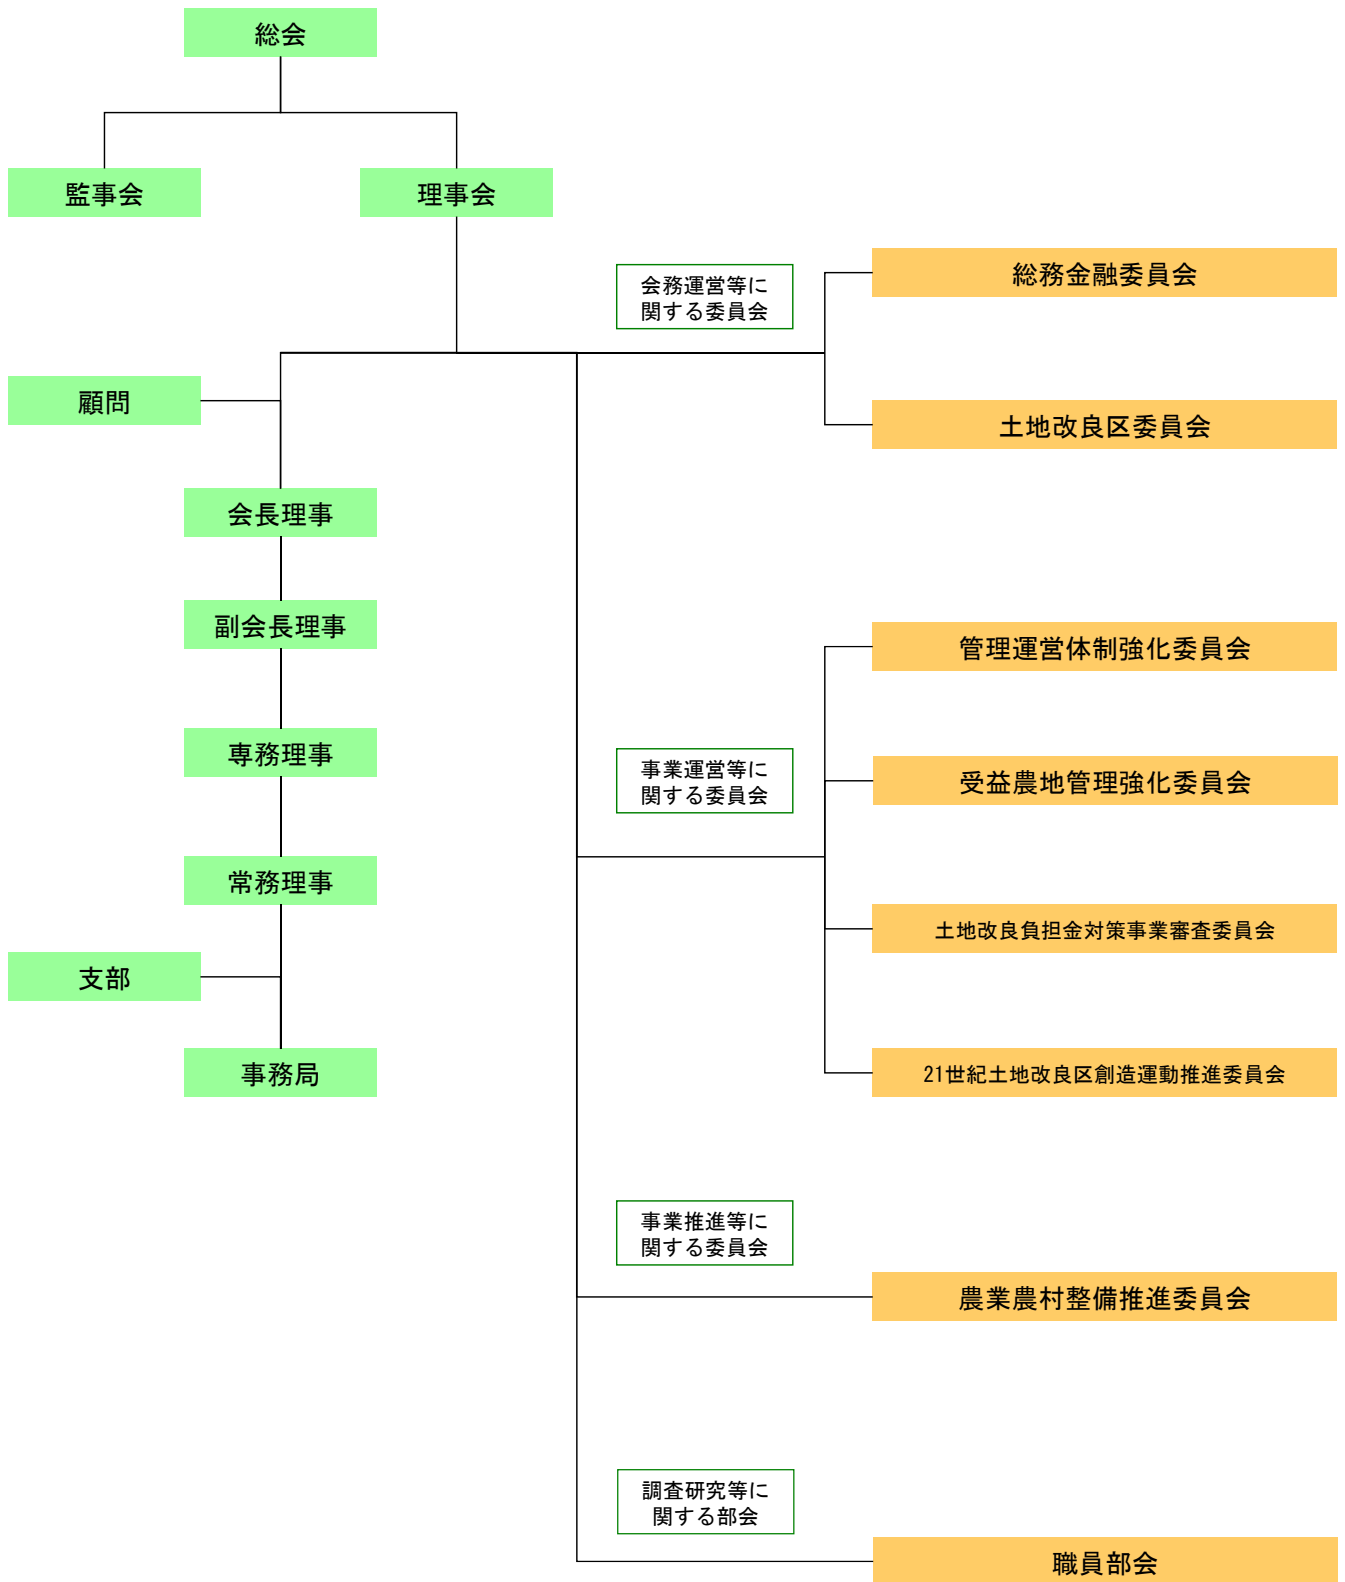 総会
監事会
理事会
会務運営等に
関する委員会
総務金融委員会
土地改良区委員会
顧問
会長理事
副会長理事
専務理事
常務理事
支部
事務局
事業運営等に
関する委員会
管理運営体制強化委員会
受益農地管理強化委員会
土地改良負担金対策事業審査委員会
21世紀土地改良区創造運動推進委員会
事業推進等に
関する委員会
農業農村整備推進委員会
調査研究等に
関する部会
職員部会